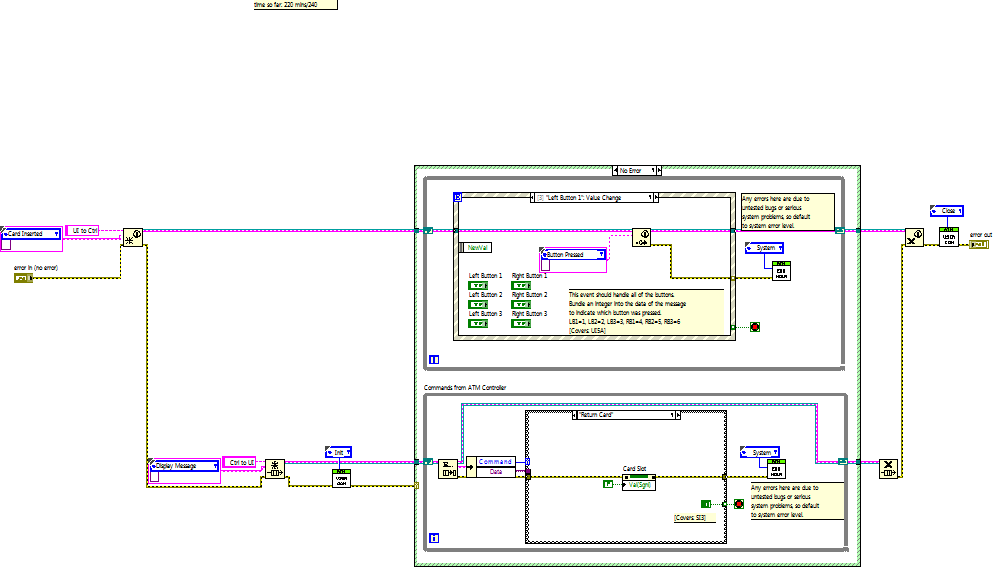 time so far: 220 mins/240
No Error
[3] "Left Button 1": Value Change
Any errors here are due to
untested bugs or serious
system problems, so default
to system error level.
Card Inserted
UI to Ctrl
Close
error out
NewVal
Button Pressed
System
error in (no error)
Left Button 1
Right Button 1
Left Button 2
Right Button 2
Left Button 3
Right Button 3
This event should handle all of the buttons.
Bundle an integer into the data of the message
to indicate which button was pressed.
LB1=1, LB2=2, LB3=3, RB1=4, RB2=5, RB3=6
[Covers: UI5A]
Commands from ATM Controller
"Return Card"
Display Message
Ctrl to UI
Init
Command
Data
Card Slot
Val(Sgnl)
System
Any errors here are due to
untested bugs or serious
system problems, so default
to system error level.
[Covers: SI3]